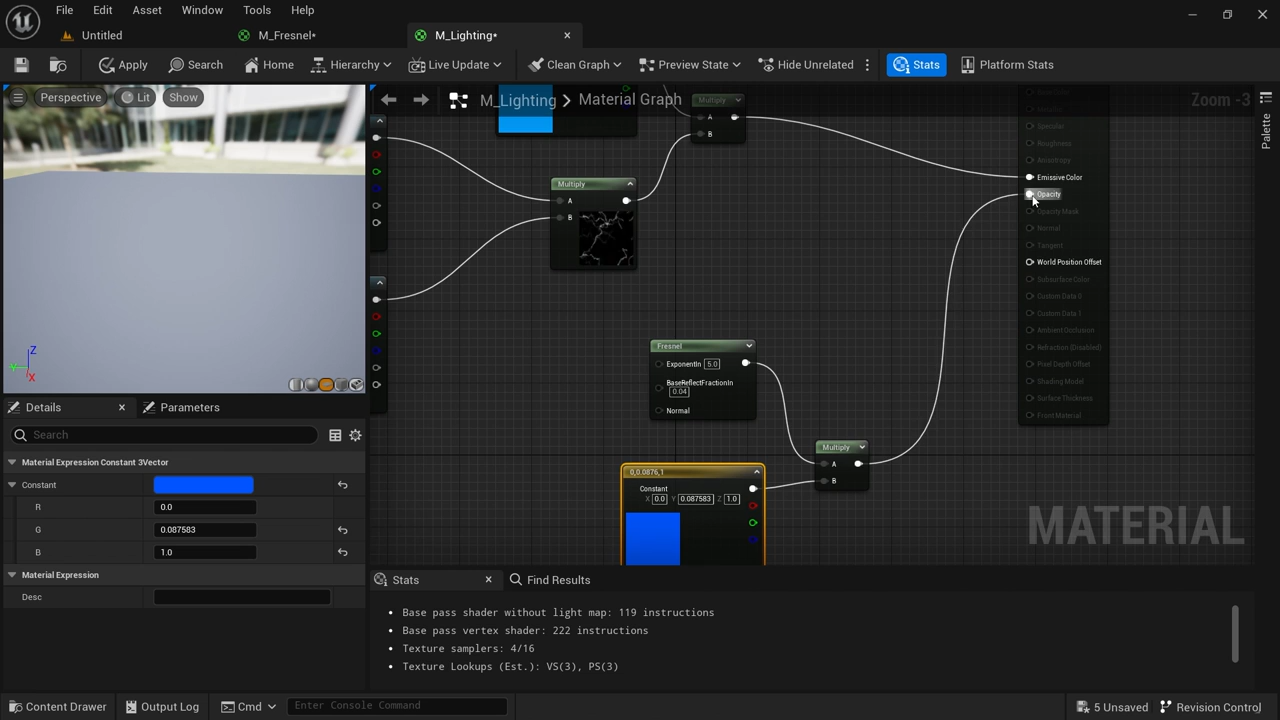 File Edit Asset Window Tools Help
Untitled M_Fresnel* M_Lighting*
Apply Search Home Hierarchy Live Update Clean Graph Preview State Hide Unrelated Stats Platform Stats
Perspective Lit Show
M_Lighting > Material Graph
Zoom -3
Palette
Multiply
A
B
Specular
Roughness
Anisotropy
Emissive Color
Opacity
Opacity Mask
Normal
Tangent
World Position Offset
Subsurface Color
Custom Data 0
Custom Data 1
Ambient Occlusion
Refraction (Disabled)
Pixel Depth Offset
Shading Model
Surface Thickness
Front Material
Multiply
A
B
Fresnel
ExponentIn 5.0
BaseReflectFractionIn
0.04
Normal
Multiply
A
B
0,0.0876,1
Constant
X 0.0 Y 0.087583 Z 1.0
MATERIAL
Z
Y
X
Details Parameters
Search
Material Expression Constant 3Vector
Constant
R 0.0
G 0.087583
B 1.0
Material Expression
Desc
Stats Find Results
• Base pass shader without light map: 119 instructions
• Base pass vertex shader: 222 instructions
• Texture samplers: 4/16
• Texture Lookups (Est.): VS(3), PS(3)
Content Drawer Output Log Cmd Enter Console Command 5 Unsaved Revision Control